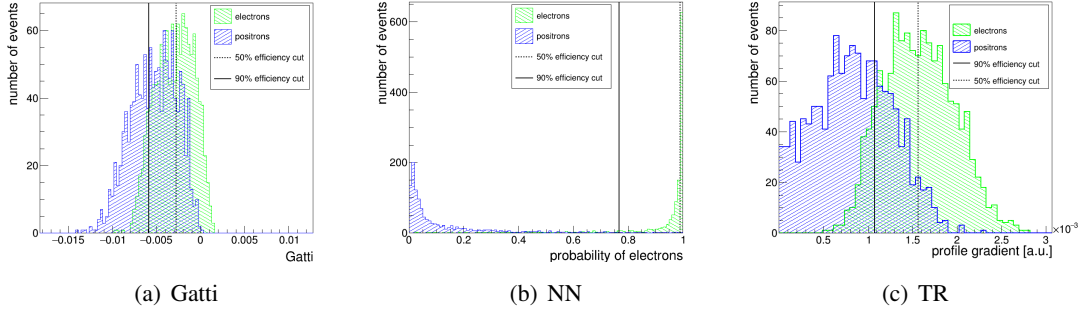 number of events
60
40
20
0
electrons
positrons
50% efficiency cut
90% efficiency cut
−0.015 −0.01 −0.005 0 0.005 0.01
Gatti
(a) Gatti
number of events
600
400
200
0
electrons
positrons
50% efficiency cut
90% efficiency cut
0 0.2 0.4 0.6 0.8 1
probability of electrons
(b) NN
number of events
80
60
40
20
0
electrons
positrons
90% efficiency cut
50% efficiency cut
0.5 1 1.5 2 2.5 3
×10⁻³
profile gradient [a.u.]
(c) TR